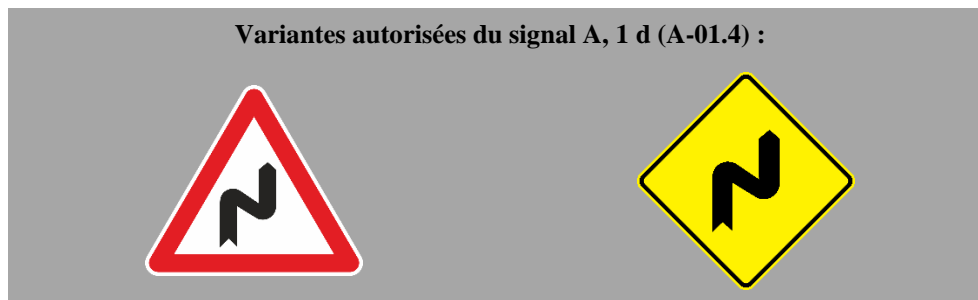 Variantes autorisées du signal A, 1 d (A-01.4) :